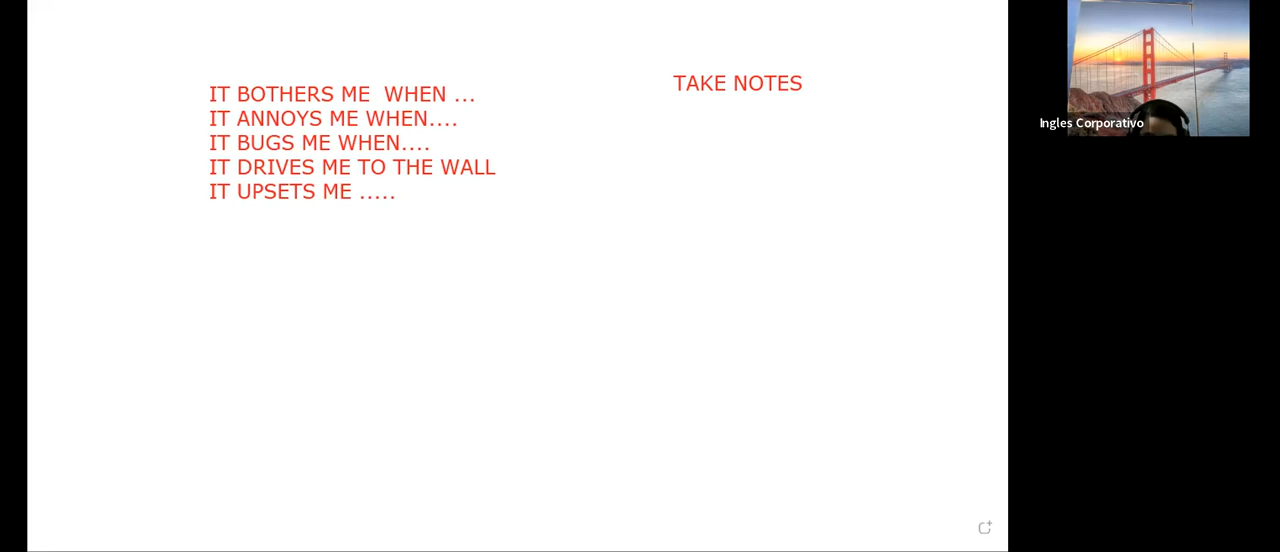 TAKE NOTES
IT BOTHERS ME  WHEN ...
IT ANNOYS ME WHEN....
IT BUGS ME WHEN....
IT DRIVES ME TO THE WALL
IT UPSETS ME .....
Ingles Corporativo